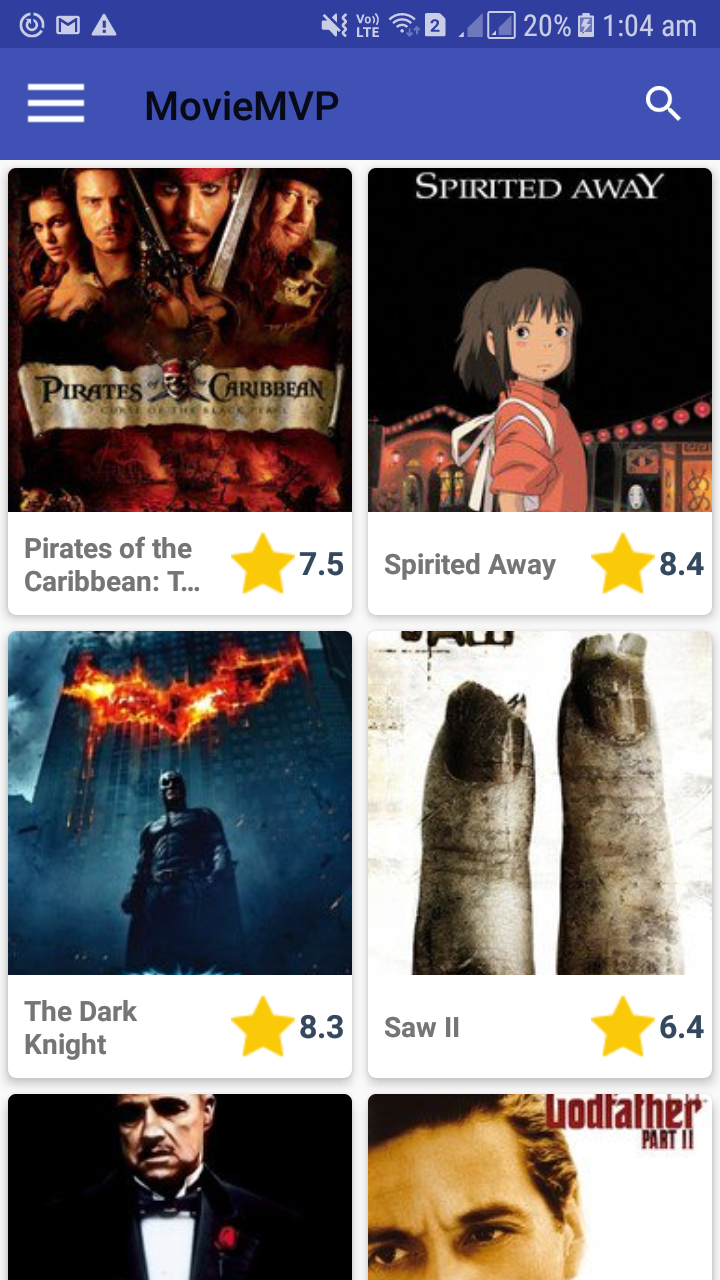 Vo))
LTE
2
20%
1:04 am
MovieMVP
PIRATES of the CARIBBEAN
CURSE OF THE BLACK PEARL
SPIRITED AWAY
Pirates of the
Caribbean: T...
7.5
Spirited Away
8.4
The Dark
Knight
8.3
Saw II
6.4
Godfather
PART II